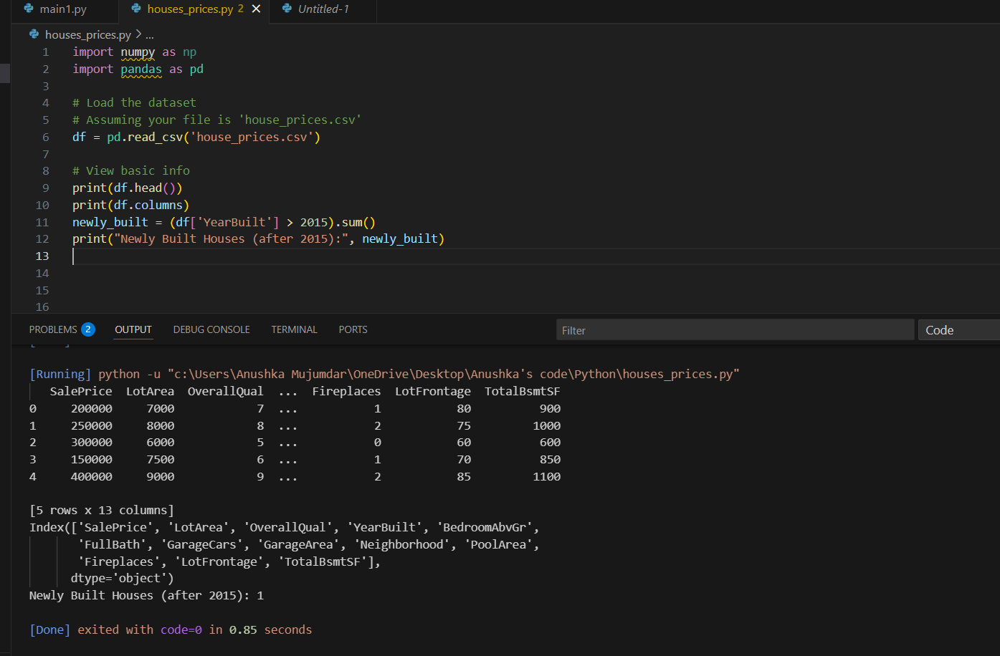 main1.py houses_prices.py 2 Untitled-1
houses_prices.py > ...
1 import numpy as np
2 import pandas as pd
3
4 # Load the dataset
5 # Assuming your file is 'house_prices.csv'
6 df = pd.read_csv('house_prices.csv')
7
8 # View basic info
9 print(df.head())
10 print(df.columns)
11 newly_built = (df['YearBuilt'] > 2015).sum()
12 print("Newly Built Houses (after 2015):", newly_built)
13
14
15
16
PROBLEMS 2 OUTPUT DEBUG CONSOLE TERMINAL PORTS Filter Code
[Running] python -u "c:\Users\Anushka Mujumdar\OneDrive\Desktop\Anushka's code\Python\houses_prices.py"
SalePrice LotArea OverallQual ... Fireplaces LotFrontage TotalBsmtSF
0 200000 7000 7 ... 1 80 900
1 250000 8000 8 ... 2 75 1000
2 300000 6000 5 ... 0 60 600
3 150000 7500 6 ... 1 70 850
4 400000 9000 9 ... 2 85 1100
[5 rows x 13 columns]
Index(['SalePrice', 'LotArea', 'OverallQual', 'YearBuilt', 'BedroomAbvGr',
'FullBath', 'GarageCars', 'GarageArea', 'Neighborhood', 'PoolArea',
'Fireplaces', 'LotFrontage', 'TotalBsmtSF'],
dtype='object')
Newly Built Houses (after 2015): 1
[Done] exited with code=0 in 0.85 seconds